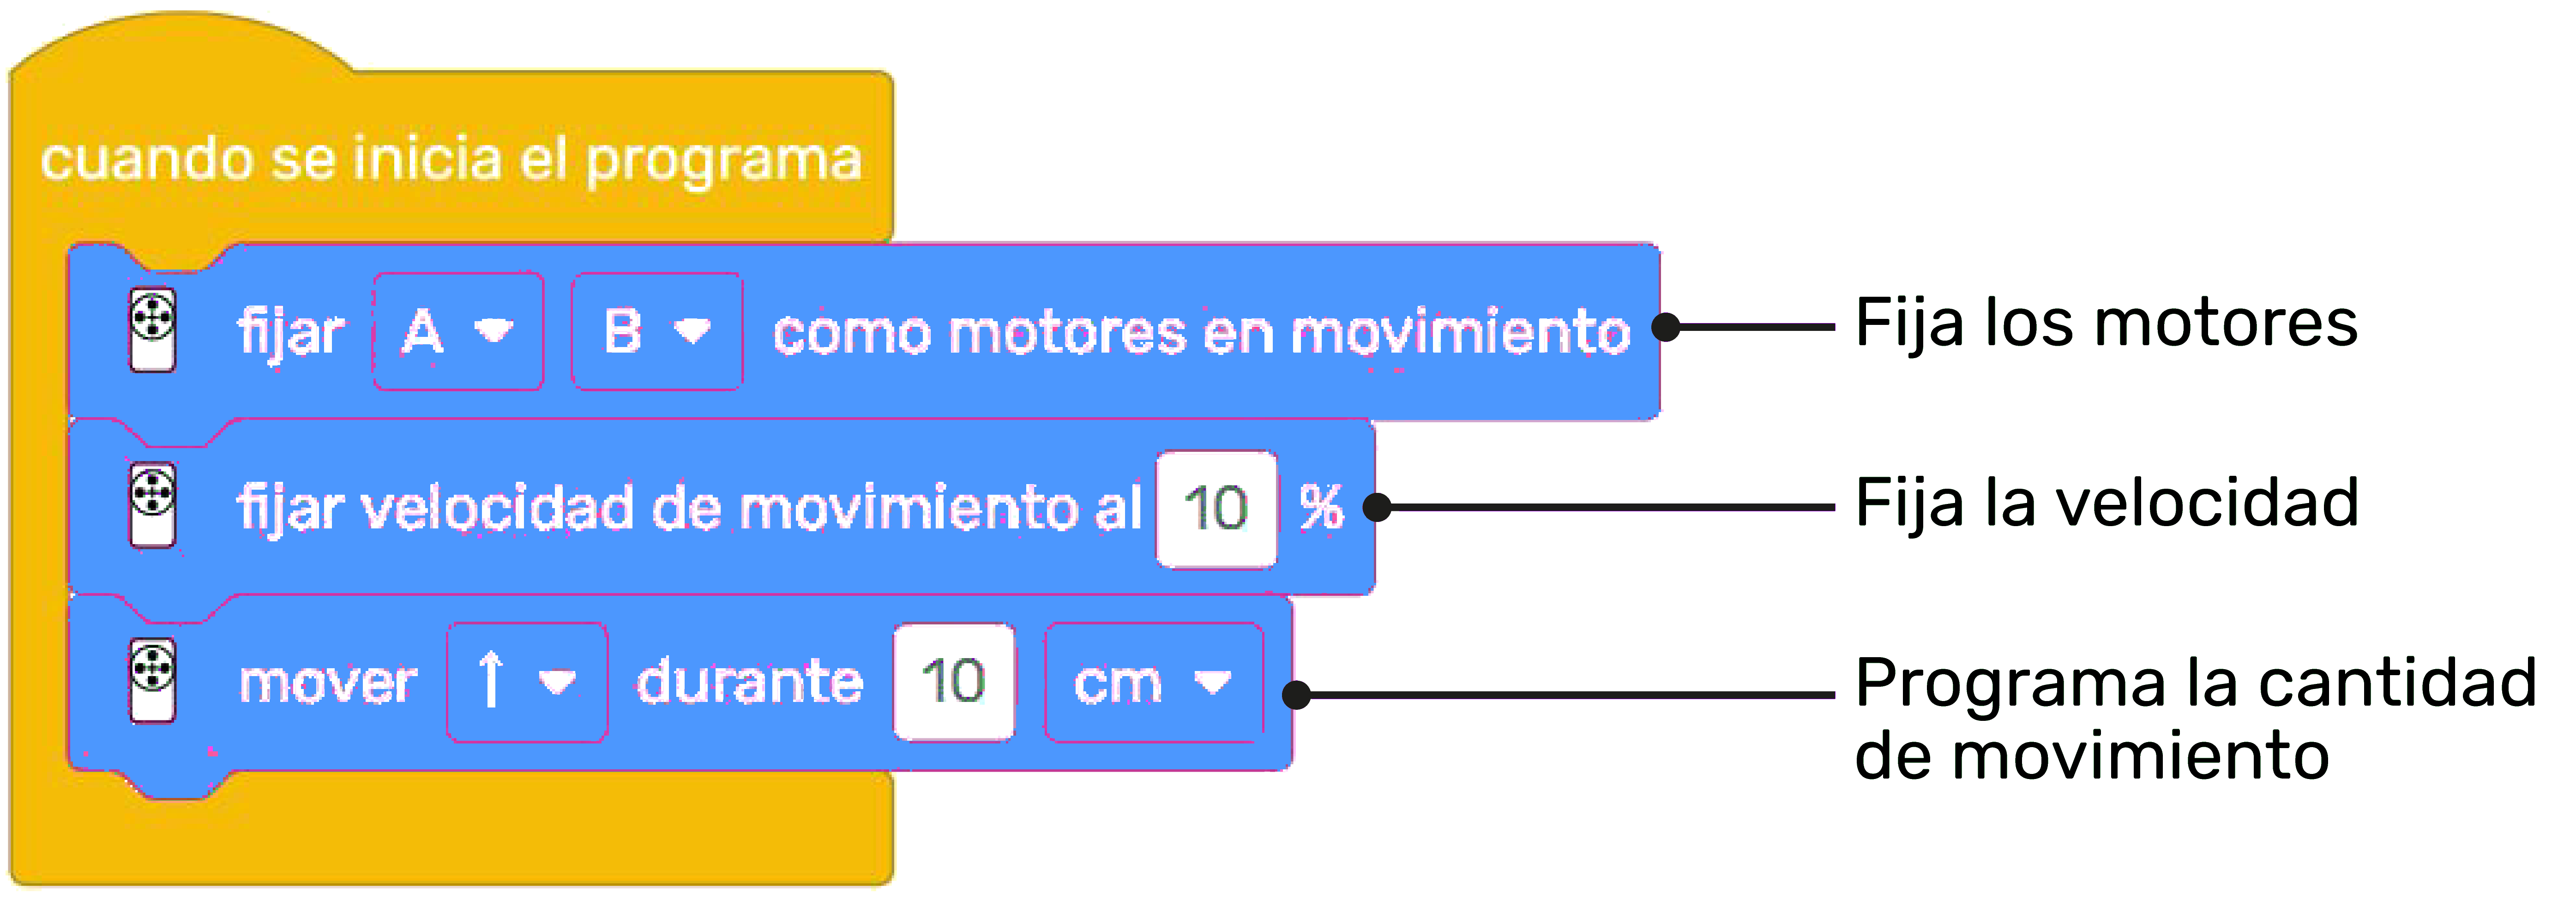 cuando se inicia el programa
fijar A B como motores en movimiento
Fija los motores
fijar velocidad de movimiento al 10 %
Fija la velocidad
mover ↑ durante 10 cm
Programa la cantidad
de movimiento